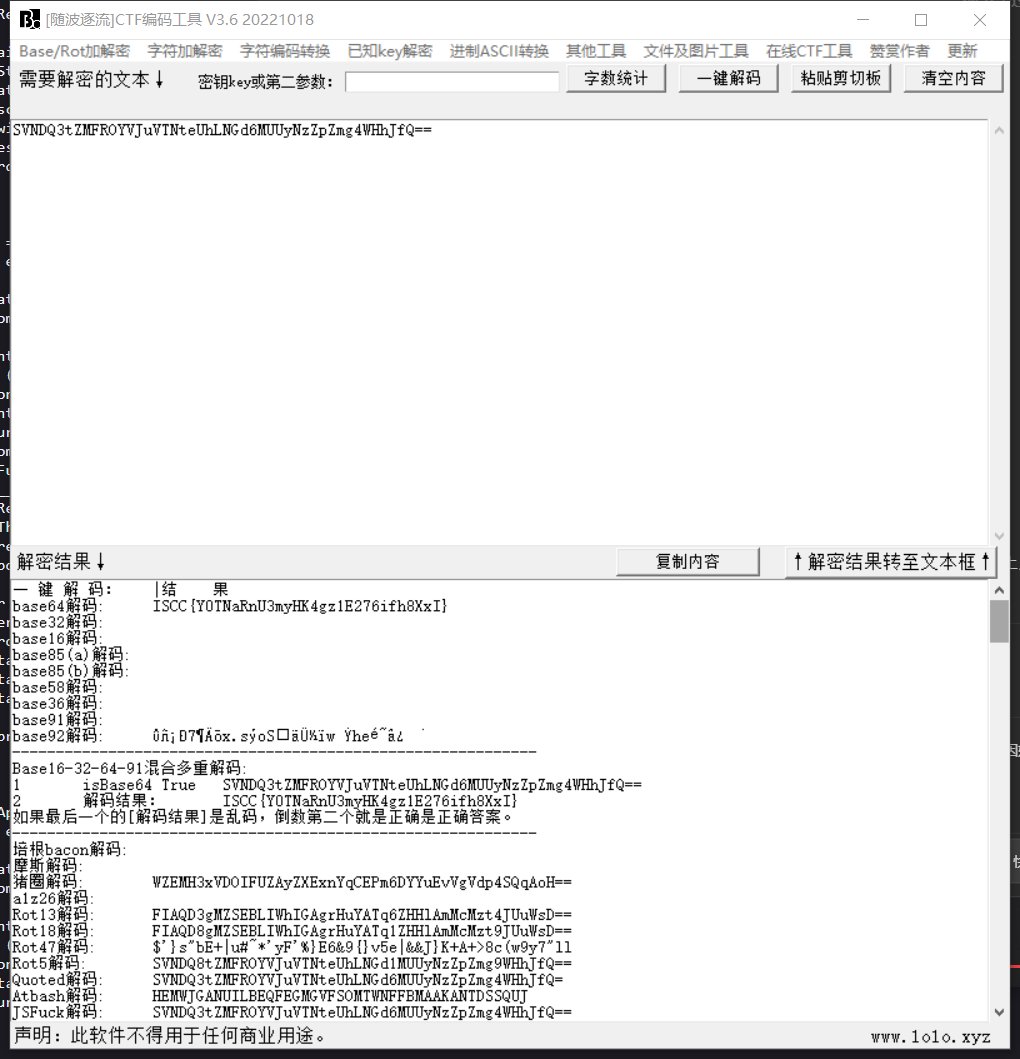 [随波逐流]CTF编码工具 V3.6 20221018
Base/Rot加解密 字符加解密 字符编码转换 已知key解密 进制ASCII转换 其他工具 文件及图片工具 在线CTF工具 赞赏作者 更新
需要解密的文本↓ 密钥key或第二参数: 字数统计 一键解码 粘贴剪切板 清空内容
SVNDQ3tZMFROYVJuVTNteUhLNGd6MUUyNzZpZmg4WHhJfQ==
解密结果↓ 复制内容 ↑解密结果转至文本框↑
一 键 解 码: |结 果
base64解码: ISCC{Y0TNaRnU3myHK4gz1E276ifh8XxI}
base32解码:
base16解码:
base85(a)解码:
base85(b)解码:
base58解码:
base36解码:
base91解码:
base92解码:
------------------------------------------------------------
Base16-32-64-91混合多重解码:
1 isBase64 True SVNDQ3tZMFROYVJuVTNteUhLNGd6MUUyNzZpZmg4WHhJfQ==
2 解码结果: ISCC{Y0TNaRnU3myHK4gz1E276ifh8XxI}
如果最后一个的[解码结果]是乱码，倒数第二个就是正确是正确答案。
------------------------------------------------------------
培根bacon解码:
摩斯解码:
猪圈解码: WZEMH3xVDOIFUZAyZXExnYqCEPm6DYYuEvVgVdp4SQqAoH==
a1z26解码:
Rot13解码: FIAQD3gMZSEBLIWhIGAgrHuYATq6ZHHlAmMcMzt4JUuWsD==
Rot18解码: FIAQD8gMZSEBLIWhIGAgrHuYATq1ZHHlAmMcMzt9JUuWsD==
Rot47解码: $'}s"bE+|u#~*'yF'%}E6&9{}v5e|&&J}K+A+>8c(w9y7"ll
Rot5解码: SVNDQ8tZMFROYVJuVTNteUhLNGd1MUUyNzZpZmg9WHhJfQ==
Quoted解码: SVNDQ3tZMFROYVJuVTNteUhLNGd6MUUyNzZpZmg4WHhJfQ=
Atbash解码: HEMWJGANUILBEQFEGMGVFSOMTWNFFBMAAKANTDSSQUJ
JSFuck解码: SVNDQ3tZMFROYVJuVTNteUhLNGd6MUUyNzZpZmg4WHhJfQ==
声明: 此软件不得用于任何商业用途。 www.1o1o.xyz